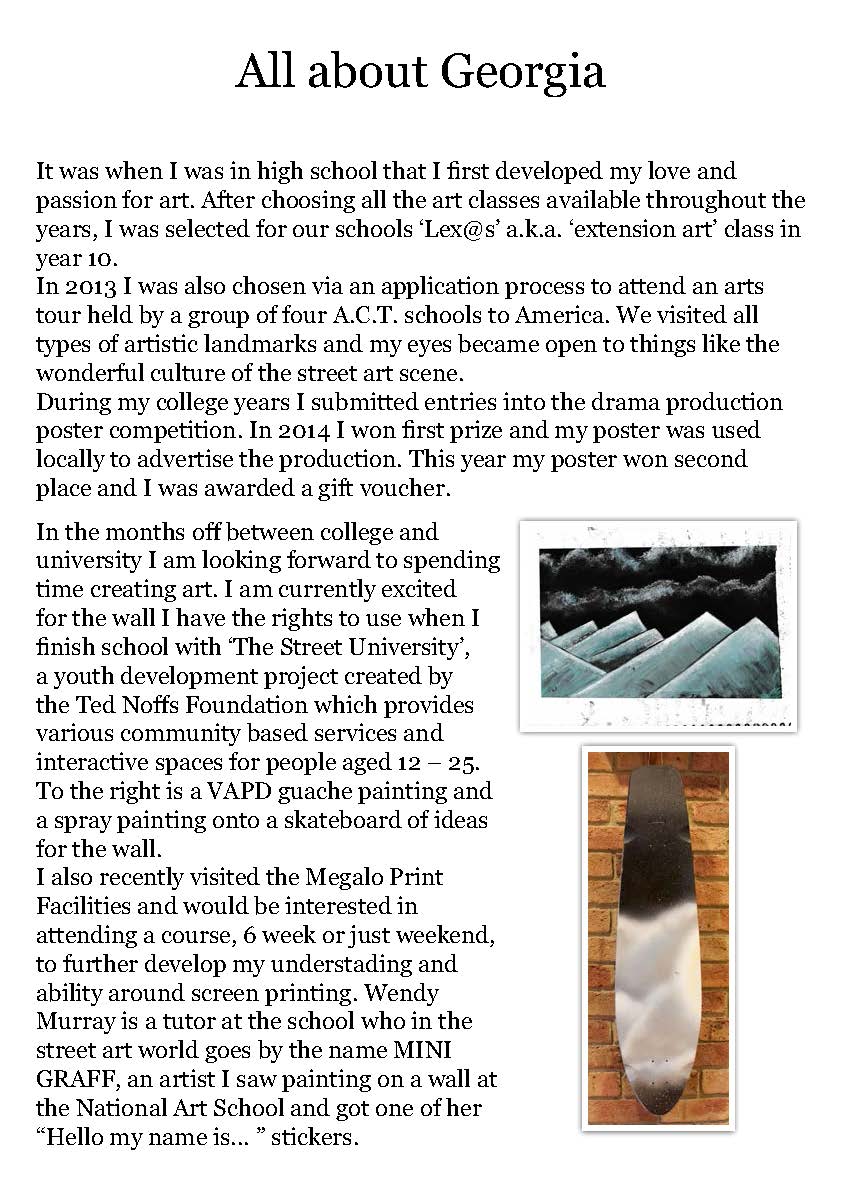 All about Georgia
It was when I was in high school that I first developed my love and
passion for art. After choosing all the art classes available throughout the
years, I was selected for our schools ‘Lex@s’ a.k.a. ‘extension art’ class in
year 10.
In 2013 I was also chosen via an application process to attend an arts
tour held by a group of four A.C.T. schools to America. We visited all
types of artistic landmarks and my eyes became open to things like the
wonderful culture of the street art scene.
During my college years I submitted entries into the drama production
poster competition. In 2014 I won first prize and my poster was used
locally to advertise the production. This year my poster won second
place and I was awarded a gift voucher.
In the months off between college and
university I am looking forward to spending
time creating art. I am currently excited
for the wall I have the rights to use when I
finish school with ‘The Street University’,
a youth development project created by
the Ted Noffs Foundation which provides
various community based services and
interactive spaces for people aged 12 – 25.
To the right is a VAPD guache painting and
a spray painting onto a skateboard of ideas
for the wall.
I also recently visited the Megalo Print
Facilities and would be interested in
attending a course, 6 week or just weekend,
to further develop my understading and
ability around screen printing. Wendy
Murray is a tutor at the school who in the
street art world goes by the name MINI
GRAFF, an artist I saw painting on a wall at
the National Art School and got one of her
“Hello my name is... ” stickers.